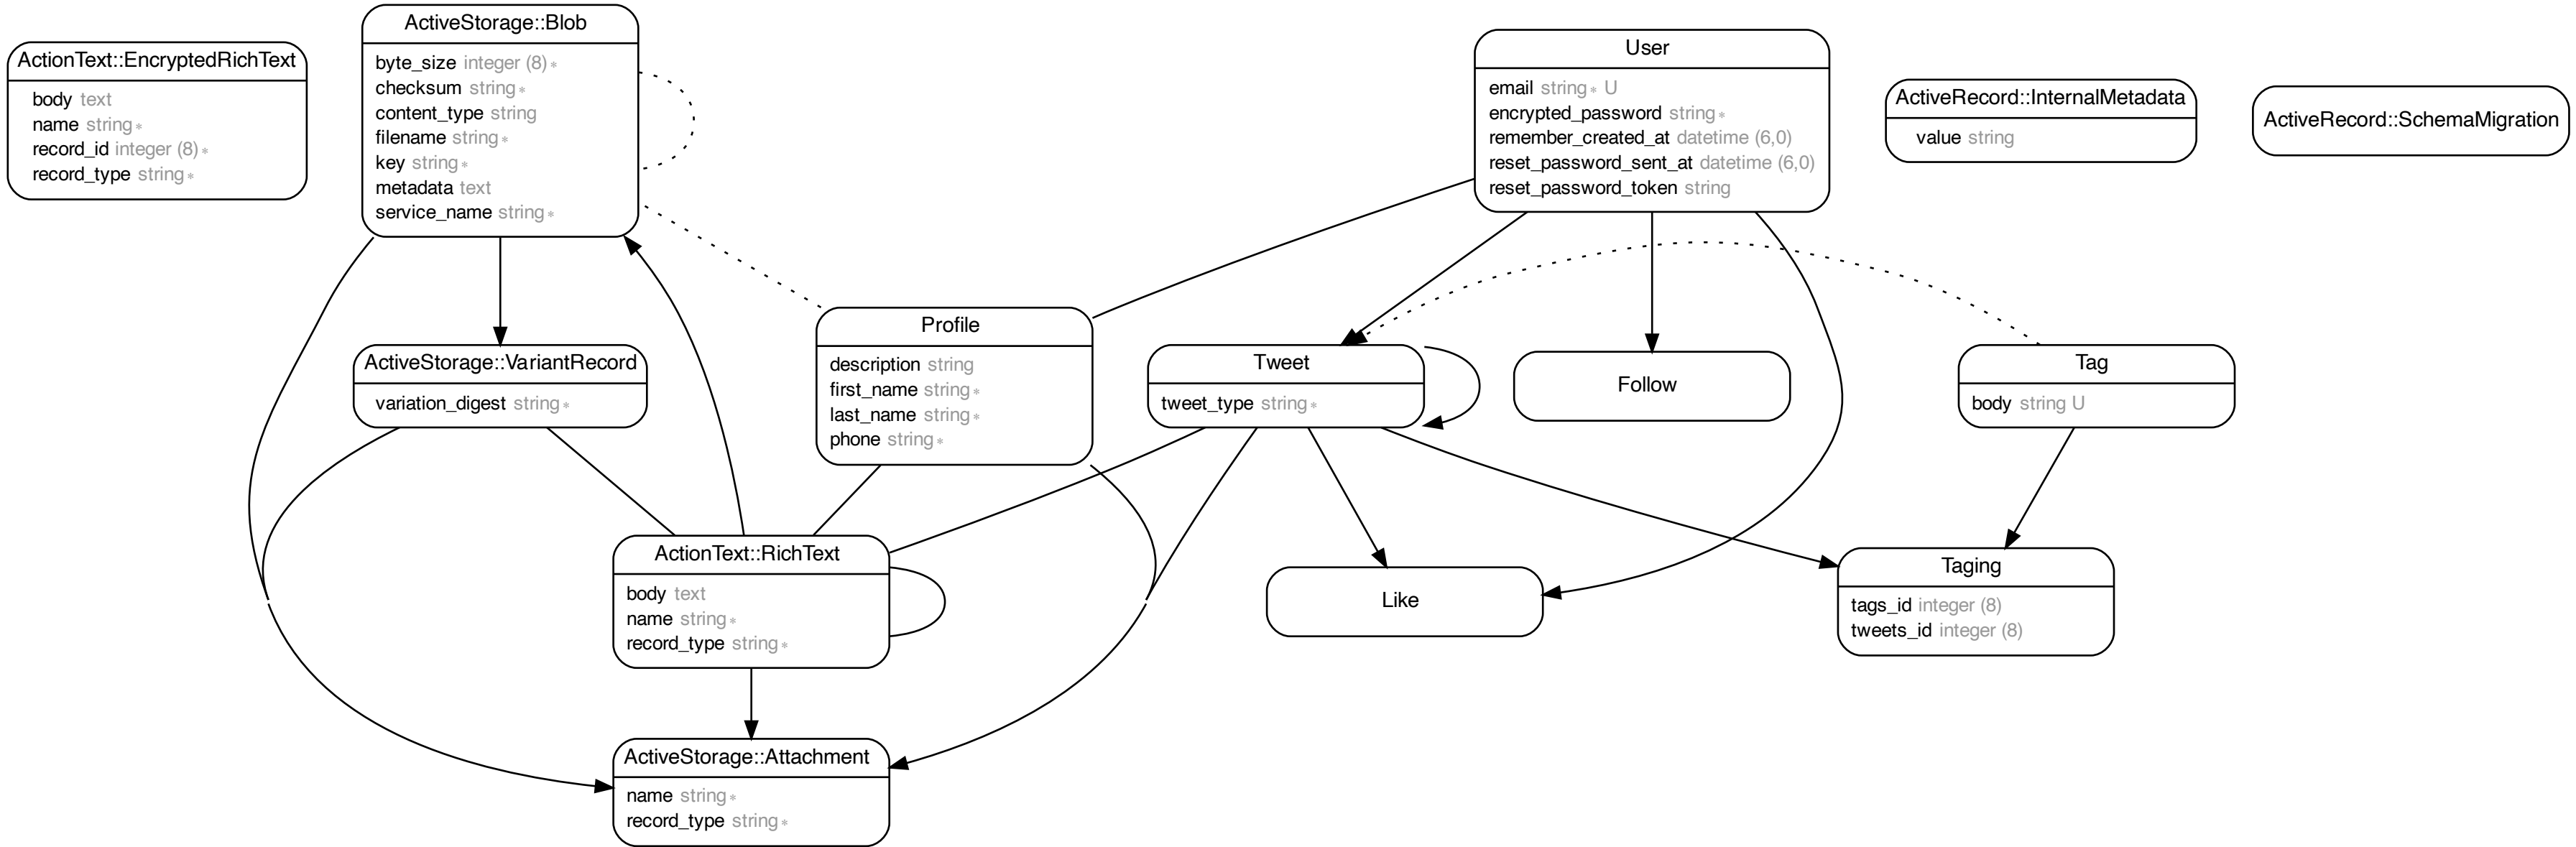 ActionText::EncryptedRichText
body text
name string *
record_id integer (8) *
record_type string *
ActiveStorage::Blob
byte_size integer (8) *
checksum string *
content_type string
filename string *
key string *
metadata text
service_name string *
User
email string * U
encrypted_password string *
remember_created_at datetime (6,0)
reset_password_sent_at datetime (6,0)
reset_password_token string
ActiveRecord::InternalMetadata
value string
ActiveRecord::SchemaMigration
ActiveStorage::VariantRecord
variation_digest string *
Profile
description string
first_name string *
last_name string *
phone string *
Tweet
tweet_type string *
Follow
Tag
body string U
ActionText::RichText
body text
name string *
record_type string *
Like
Taging
tags_id integer (8)
tweets_id integer (8)
ActiveStorage::Attachment
name string *
record_type string *